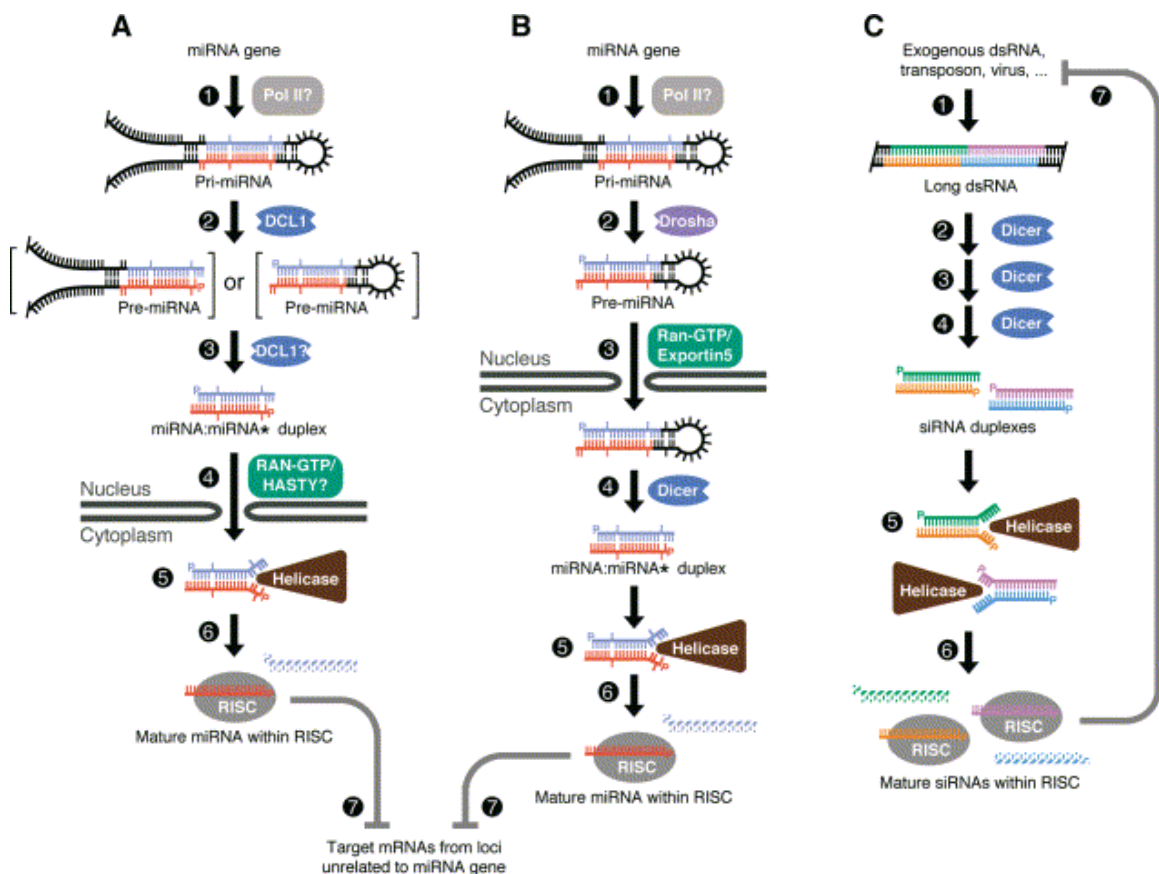 A
miRNA gene
1
Pol II?
Pri-miRNA
2
DCL1
P
Pre-miRNA
or
P
Pre-miRNA
3
DCL1?
P
P
miRNA:miRNA* duplex
4
RAN-GTP/
HASTY?
Nucleus
Cytoplasm
5
P
P
Helicase
6
RISC
Mature miRNA within RISC
7
B
miRNA gene
1
Pol II?
Pri-miRNA
2
Drosha
P
Pre-miRNA
3
Ran-GTP/
Exportin5
Nucleus
Cytoplasm
P
4
Dicer
P
P
miRNA:miRNA* duplex
5
P
P
Helicase
6
RISC
Mature miRNA within RISC
7
Target mRNAs from loci
unrelated to miRNA gene
C
Exogenous dsRNA,
transposon, virus, ...
7
1
Long dsRNA
2
Dicer
3
Dicer
4
Dicer
P
P
P
P
siRNA duplexes
5
P
P
Helicase
Helicase
P
P
6
RISC
RISC
Mature siRNAs within RISC